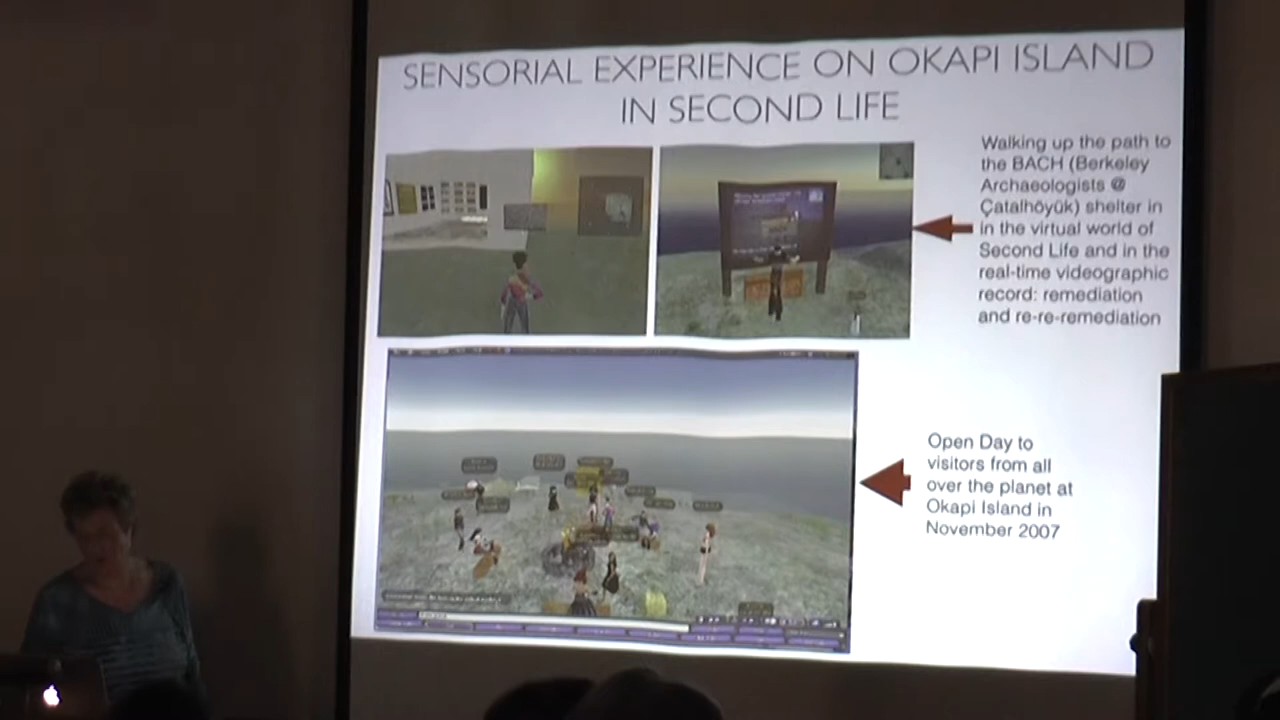 SENSORIAL EXPERIENCE ON OKAPI ISLAND
IN SECOND LIFE
Walking up the path to
the BACH (Berkeley
Archaeologists @
Çatalhöyük) shelter in
in the virtual world of
Second Life and in the
real-time videographic
record: remediation
and re-re-remediation
Open Day to
visitors from all
over the planet at
Okapi Island in
November 2007